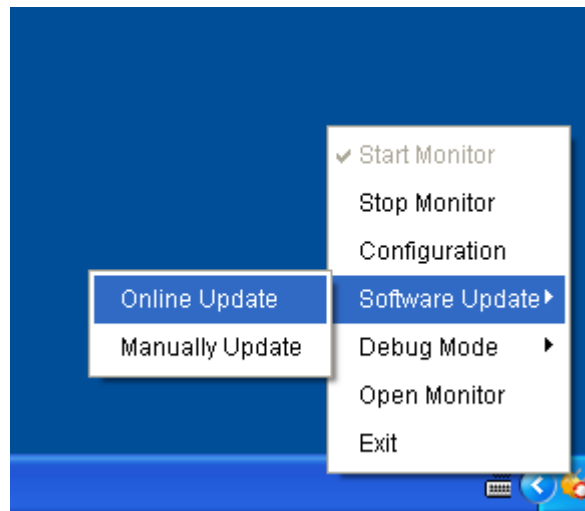 Start Monitor
Stop Monitor
Configuration
Software Update
Online Update
Manually Update
Debug Mode
Open Monitor
Exit